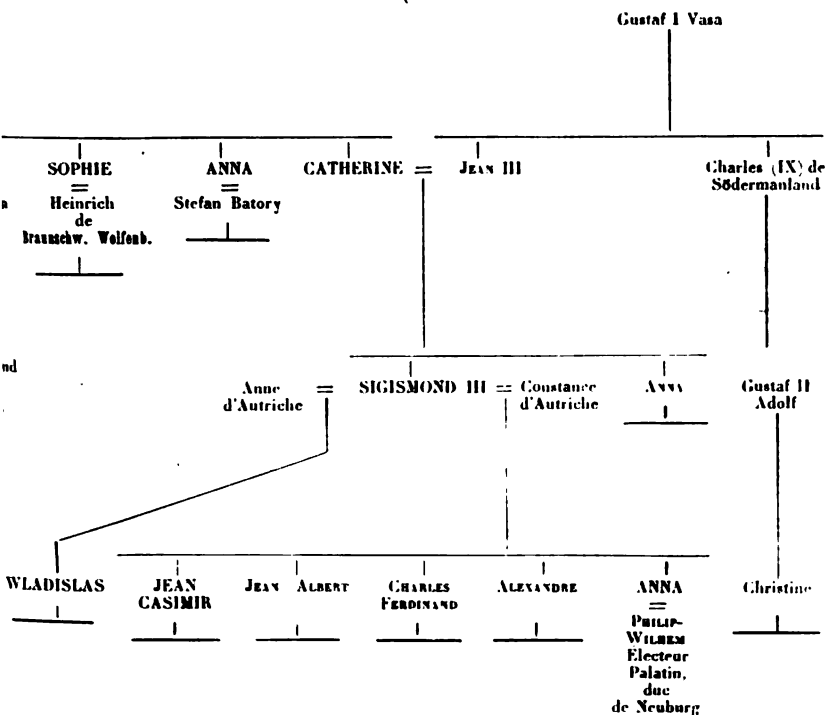 Gustaf I Vasa
SOPHIE
=
Heinrich
de
Braunschw. Wolfenb.
ANNA
=
Stefan Batory
CATHERINE = JEAN III
Charles (IX) de
Södermanland
nd
Anne
d'Autriche
= SIGISMOND III =
Constance
d'Autriche
ANNA
Gustaf II
Adolf
WLADISLAS
JEAN
CASIMIR
JEAN ALBERT
CHARLES
FERDINAND
ALEXANDRE
ANNA
=
PHILIP-
WILHEM
Électeur
Palatin,
duc
de Neuburg
Christine